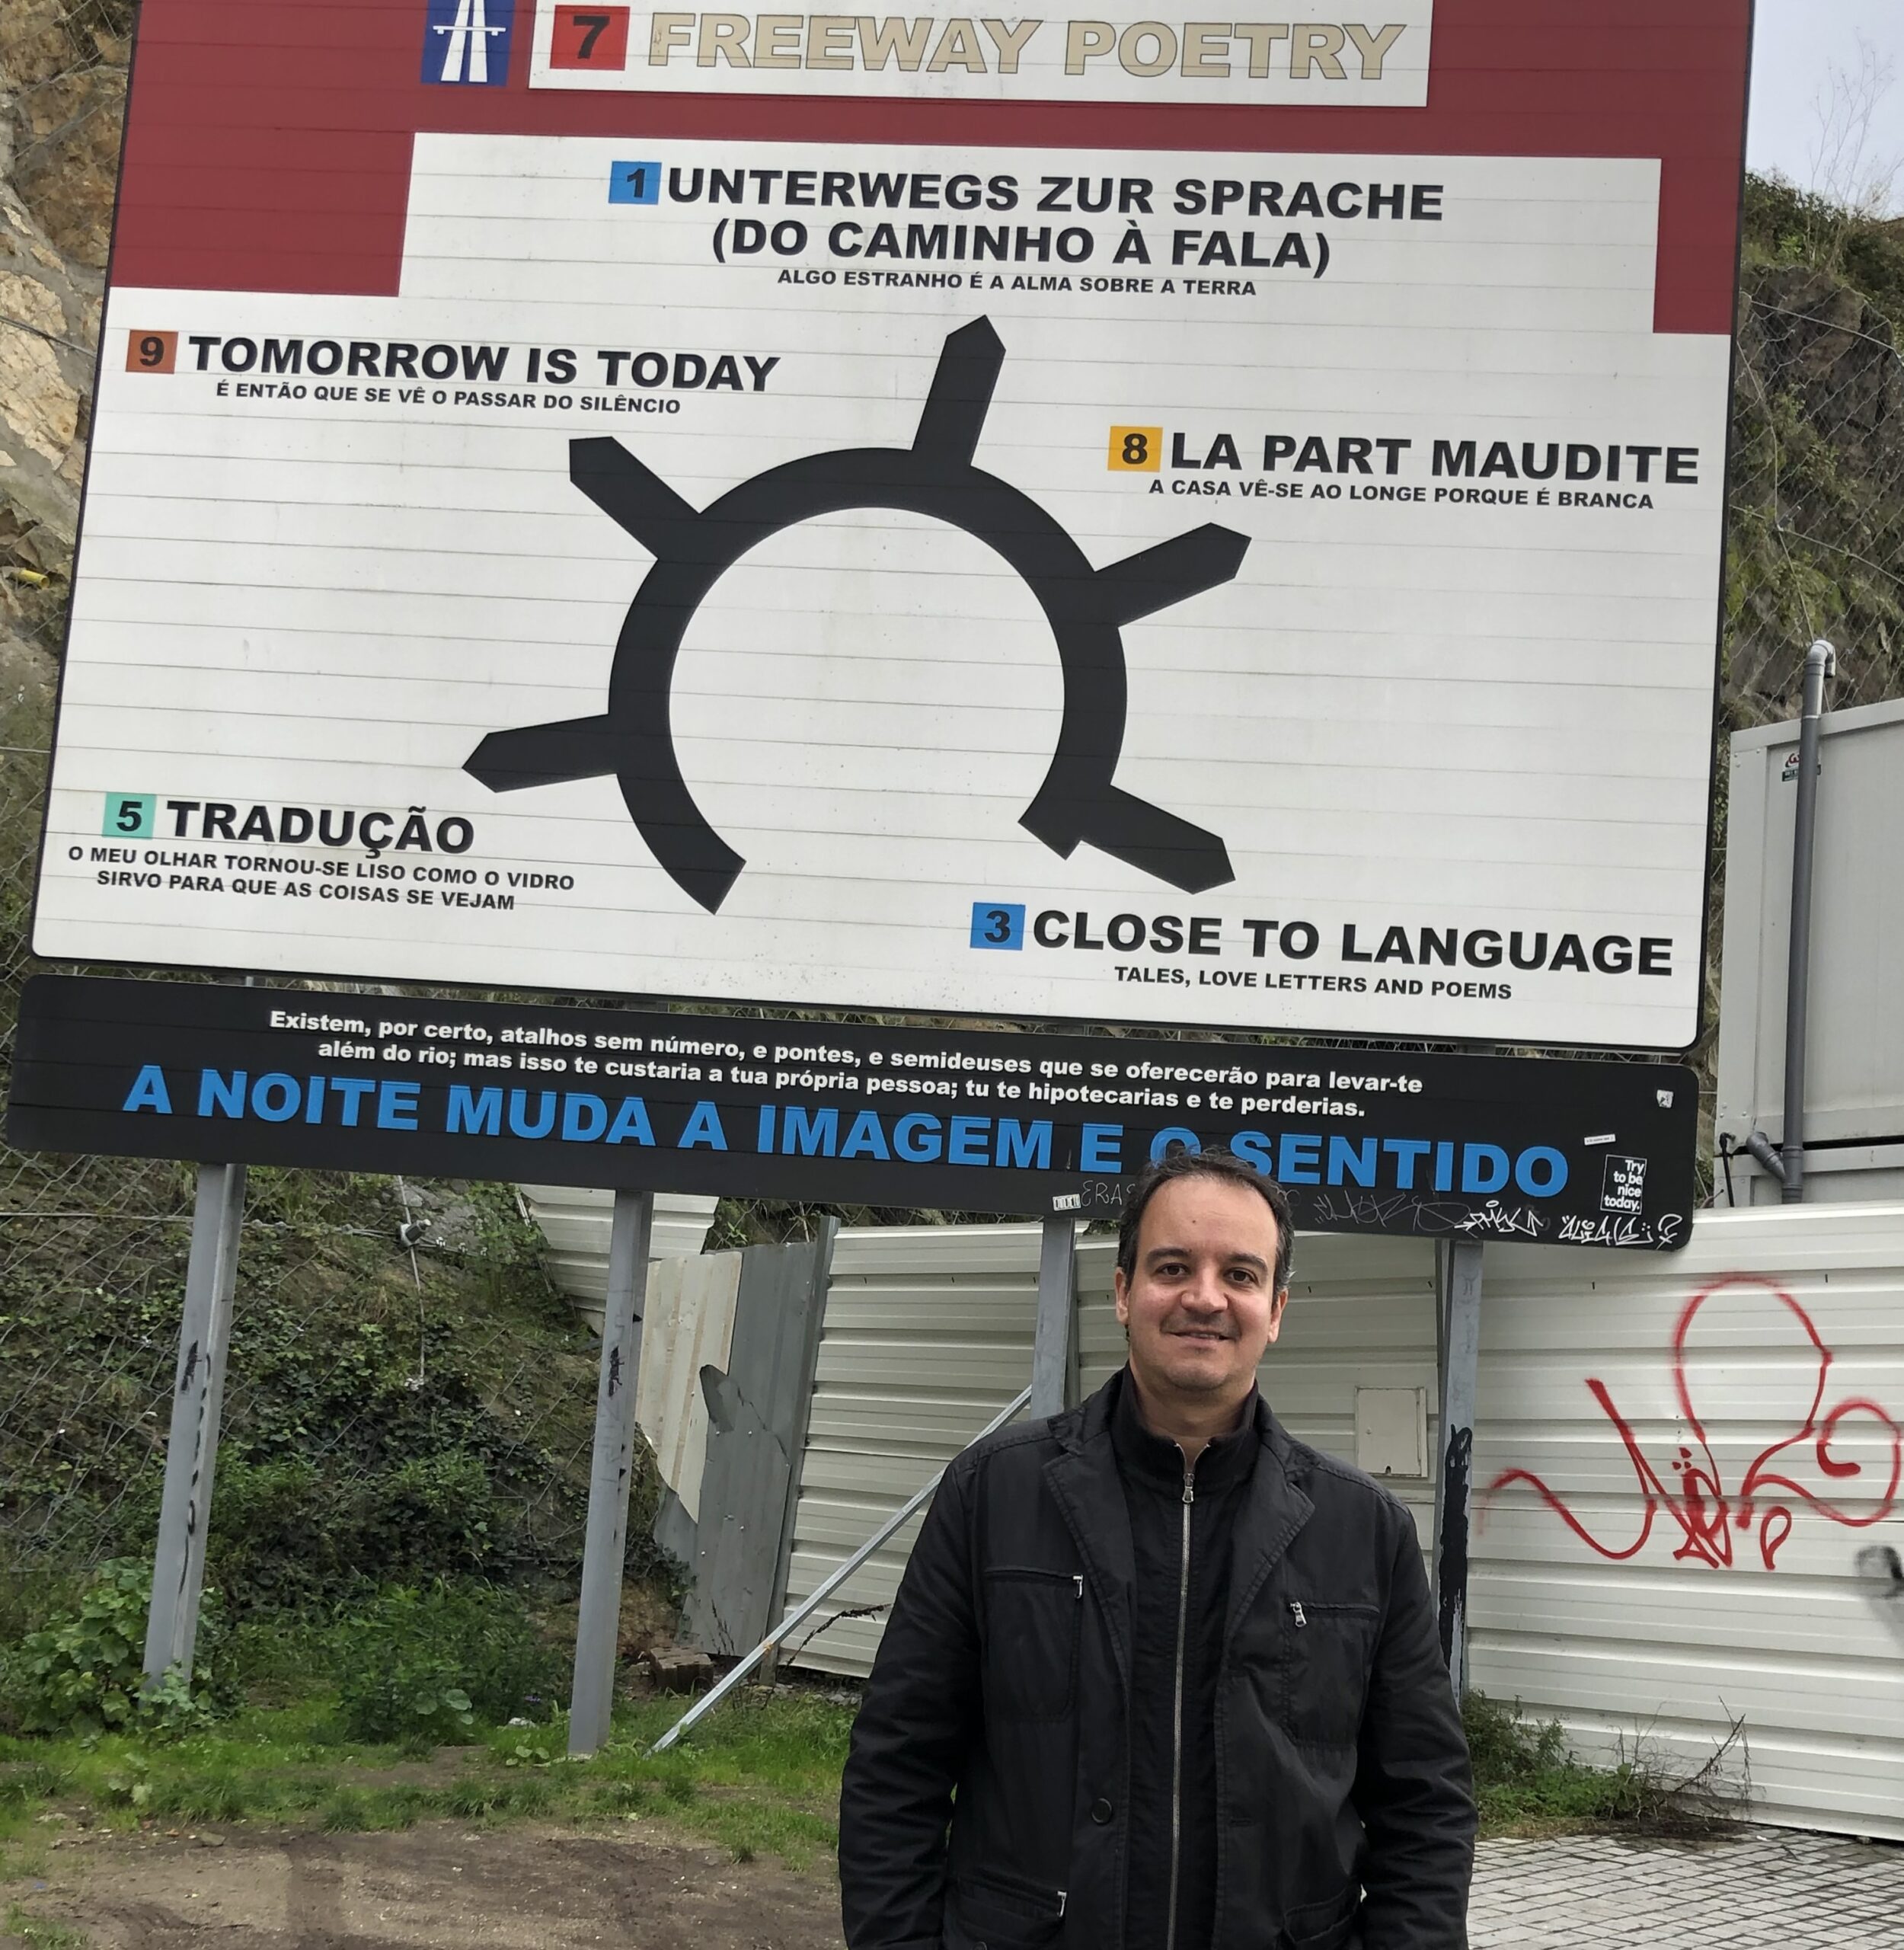 7 FREEWAY POETRY
1 UNTERWEGS ZUR SPRACHE
(DO CAMINHO À FALA)
ALGO ESTRANHO É A ALMA SOBRE A TERRA
9 TOMORROW IS TODAY
É ENTÃO QUE SE VÊ O PASSAR DO SILÊNCIO
8 LA PART MAUDITE
A CASA VÊ-SE AO LONGE PORQUE É BRANCA
5 TRADUÇÃO
O MEU OLHAR TORNOU-SE LISO COMO O VIDRO
SIRVO PARA QUE AS COISAS SE VEJAM
3 CLOSE TO LANGUAGE
TALES, LOVE LETTERS AND POEMS
Existem, por certo, atalhos sem número, e pontes, e semideuses que se oferecerão para levar-te
além do rio; mas isso te custaria a tua própria pessoa; tu te hipotecarias e te perderias.
A NOITE MUDA A IMAGEM E O SENTIDO
Try
to be
nice
today.